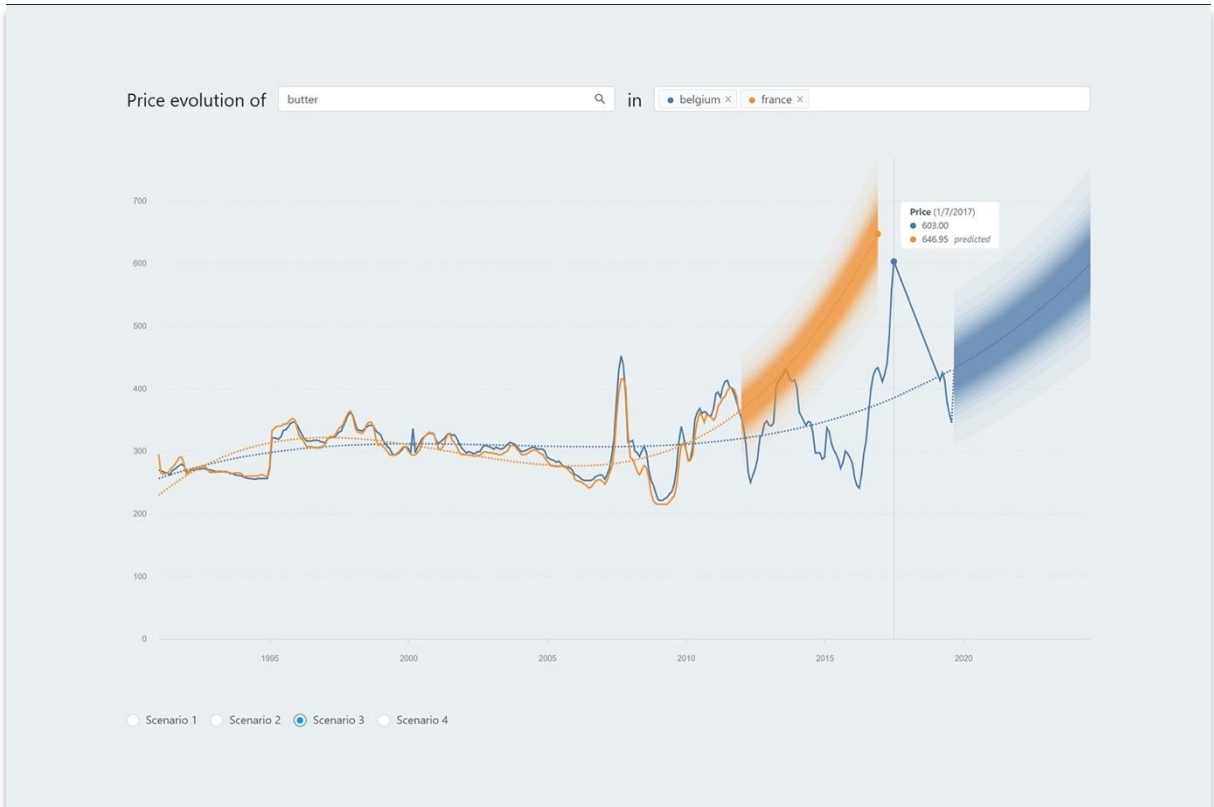 Price evolution of butter in belgium × france ×
700
Price (1/7/2017)
603.00
646.95 predicted
600
500
400
300
200
100
0
1995 2000 2005 2010 2015 2020
Scenario 1 Scenario 2 Scenario 3 Scenario 4